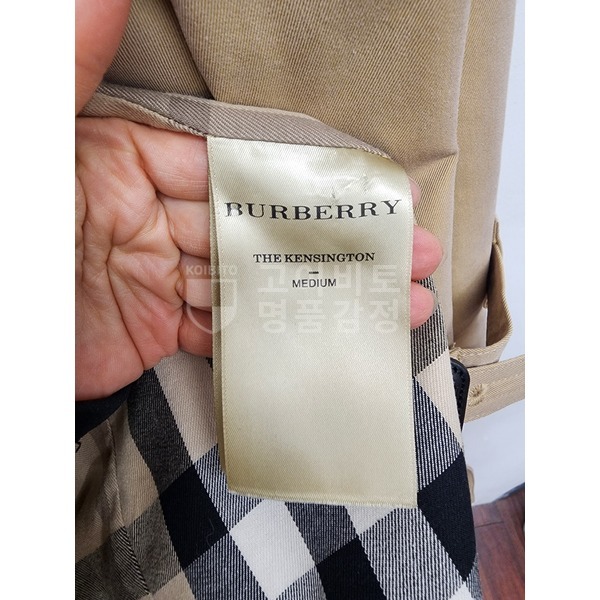 BURBERRY
THE KENSINGTON
MEDIUM
KOIBITO
고이비토
명품감정